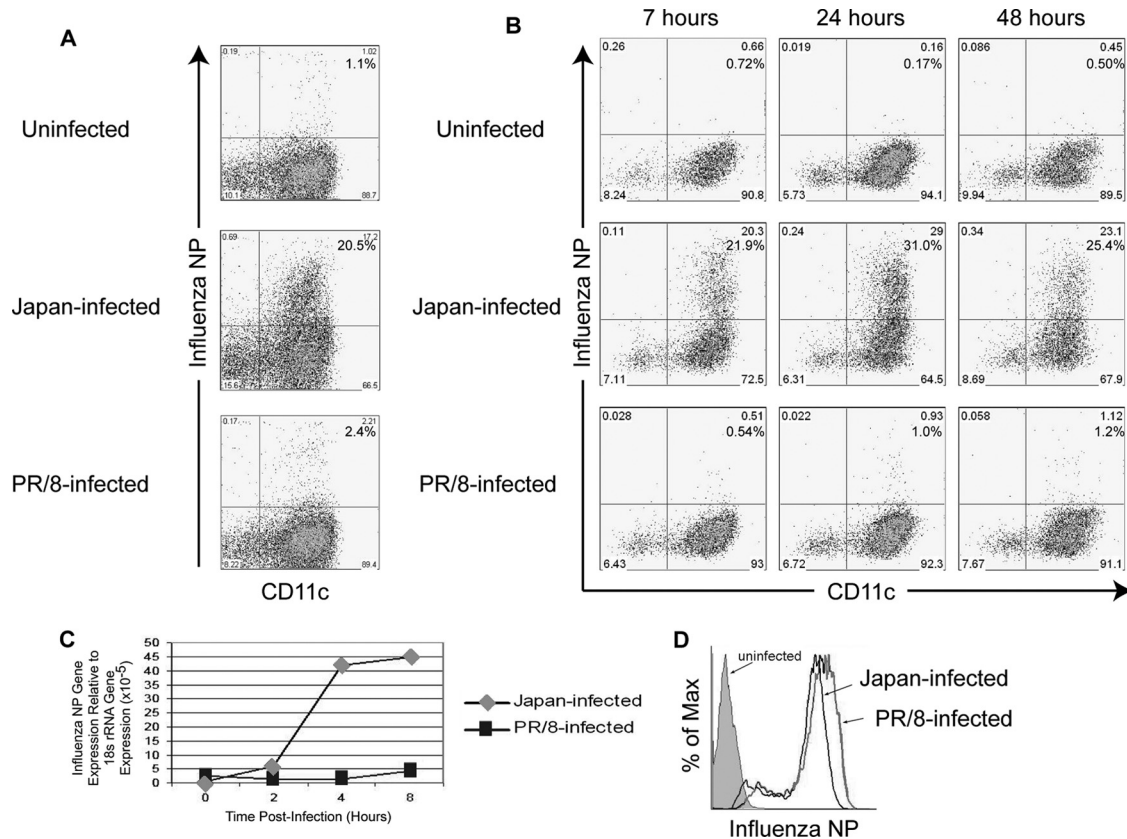 A
Uninfected
Japan-infected
PR/8-infected
Influenza NP
0.19 1.02
1.1%
10.1 88.7
0.69 17.2
20.5%
15.6 66.5
0.17 2.21
2.4%
8.22 89.4
CD11c
B
7 hours 24 hours 48 hours
Uninfected
Japan-infected
PR/8-infected
Influenza NP
0.26 0.66 0.019 0.16 0.086 0.45
0.72% 0.17% 0.50%
8.24 90.8 5.73 94.1 9.94 89.5
0.11 20.3 0.24 29 0.34 23.1
21.9% 31.0% 25.4%
7.11 72.5 6.31 64.5 8.69 67.9
0.028 0.51 0.022 0.93 0.058 1.12
0.54% 1.0% 1.2%
6.43 93 6.72 92.3 7.67 91.1
CD11c
C
Influenza NP Gene
Expression Relative to
18s rRNA Gene
Expression (x10-5)
50
45
40
35
30
25
20
15
10
5
0
0 2 4 8
Time Post-Infection (Hours)
Japan-infected
PR/8-infected
D
uninfected
Japan-infected
PR/8-infected
% of Max
Influenza NP